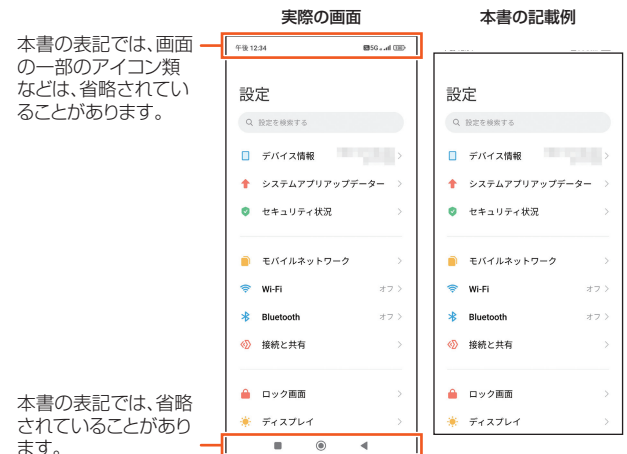 実際の画面
本書の記載例
本書の表記では、画面
の一部のアイコン類
などは、省略されてい
ることがあります。
午後 12:34
5G
設定
設定を検索する
デバイス情報
システムアプリアップデーター
セキュリティ状況
モバイルネットワーク
Wi-Fi オフ
Bluetooth オフ
接続と共有
ロック画面
ディスプレイ
設定
設定を検索する
デバイス情報
システムアプリアップデーター
セキュリティ状況
モバイルネットワーク
Wi-Fi オフ
Bluetooth オフ
接続と共有
ロック画面
ディスプレイ
本書の表記では、省略
されていることがあり
ます。